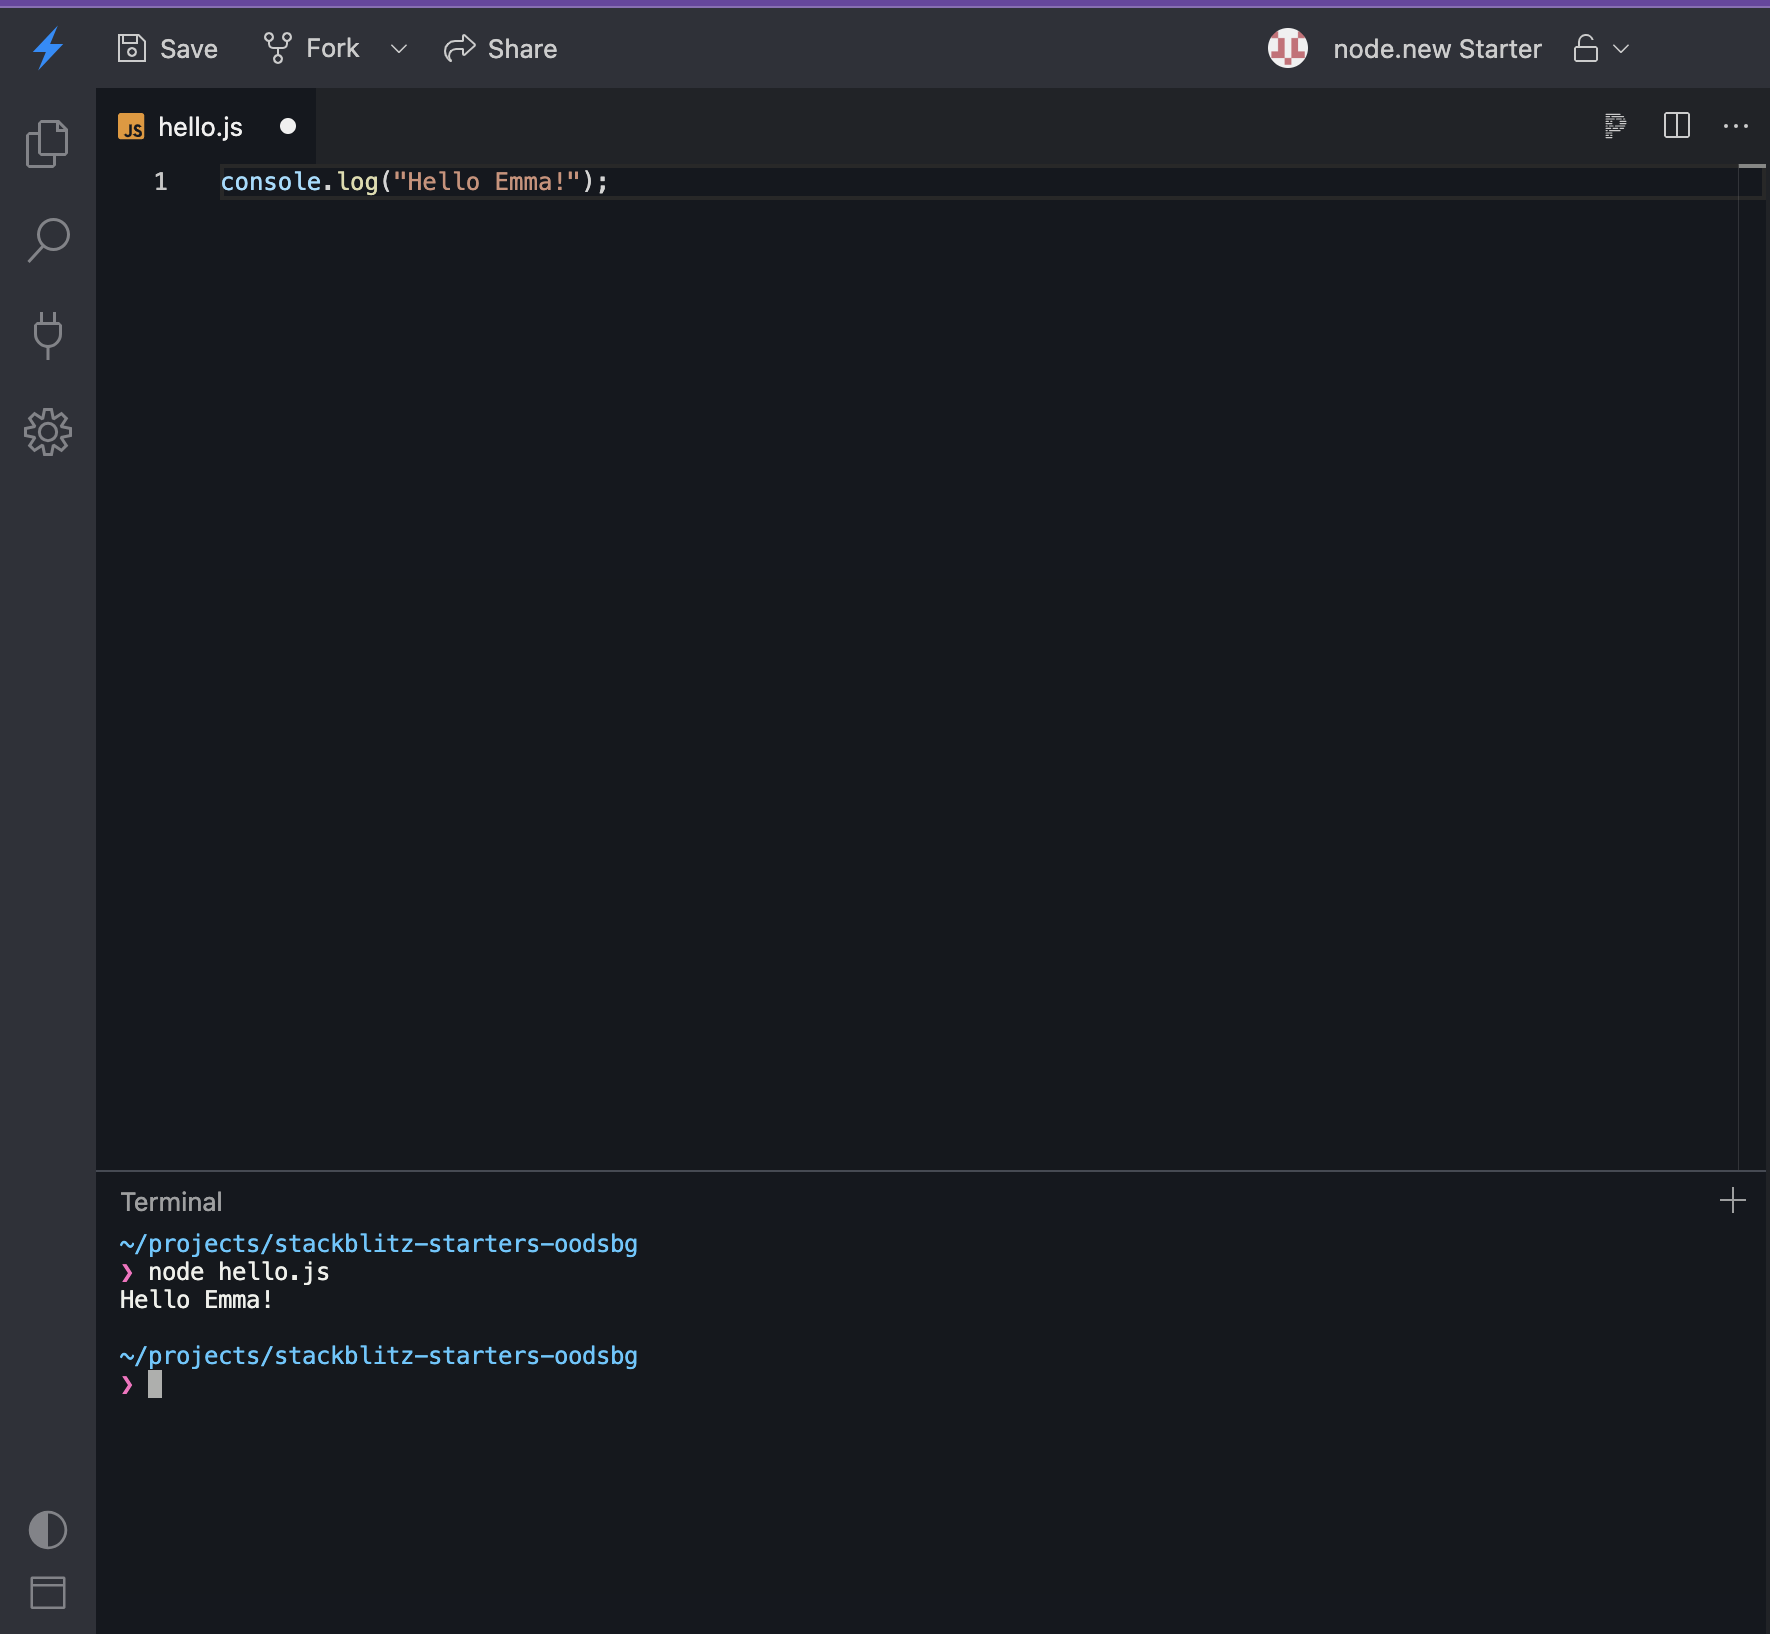 Save Fork Share node.new Starter
JS hello.js
1 console.log("Hello Emma!");
Terminal
~/projects/stackblitz-starters-oodsbg
❯ node hello.js
Hello Emma!
~/projects/stackblitz-starters-oodsbg
❯